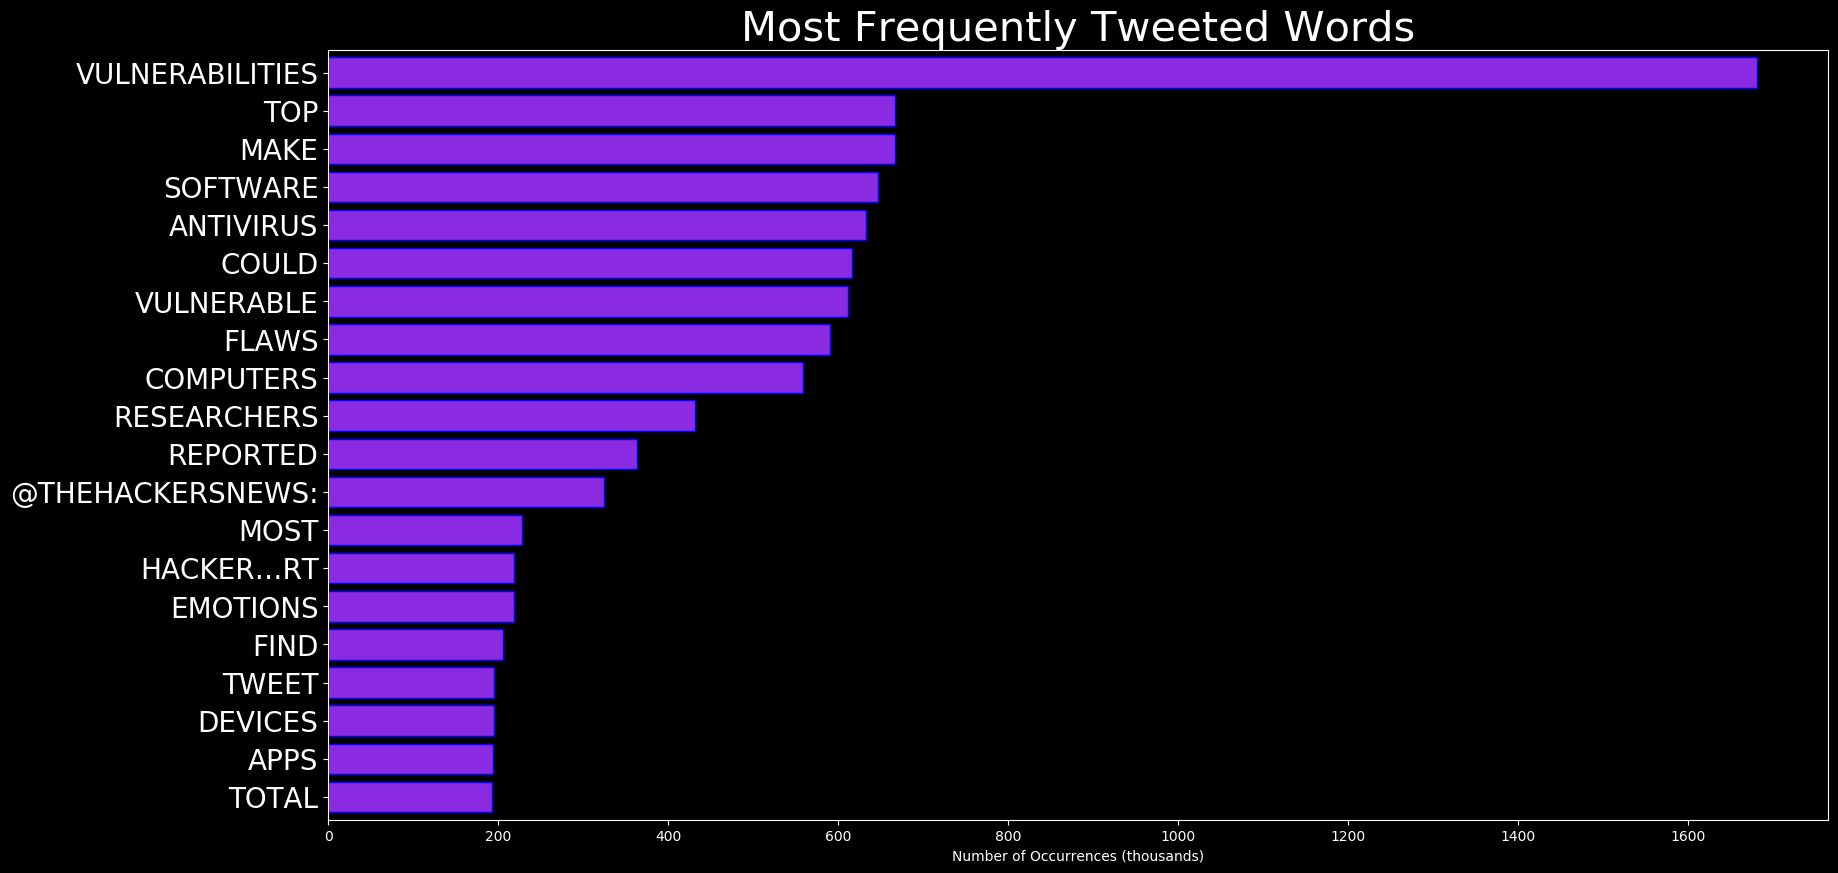 Most Frequently Tweeted Words
VULNERABILITIES
TOP
MAKE
SOFTWARE
ANTIVIRUS
COULD
VULNERABLE
FLAWS
COMPUTERS
RESEARCHERS
REPORTED
@THEHACKERSNEWS:
MOST
HACKER…RT
EMOTIONS
FIND
TWEET
DEVICES
APPS
TOTAL
0 200 400 600 800 1000 1200 1400 1600
Number of Occurrences (thousands)